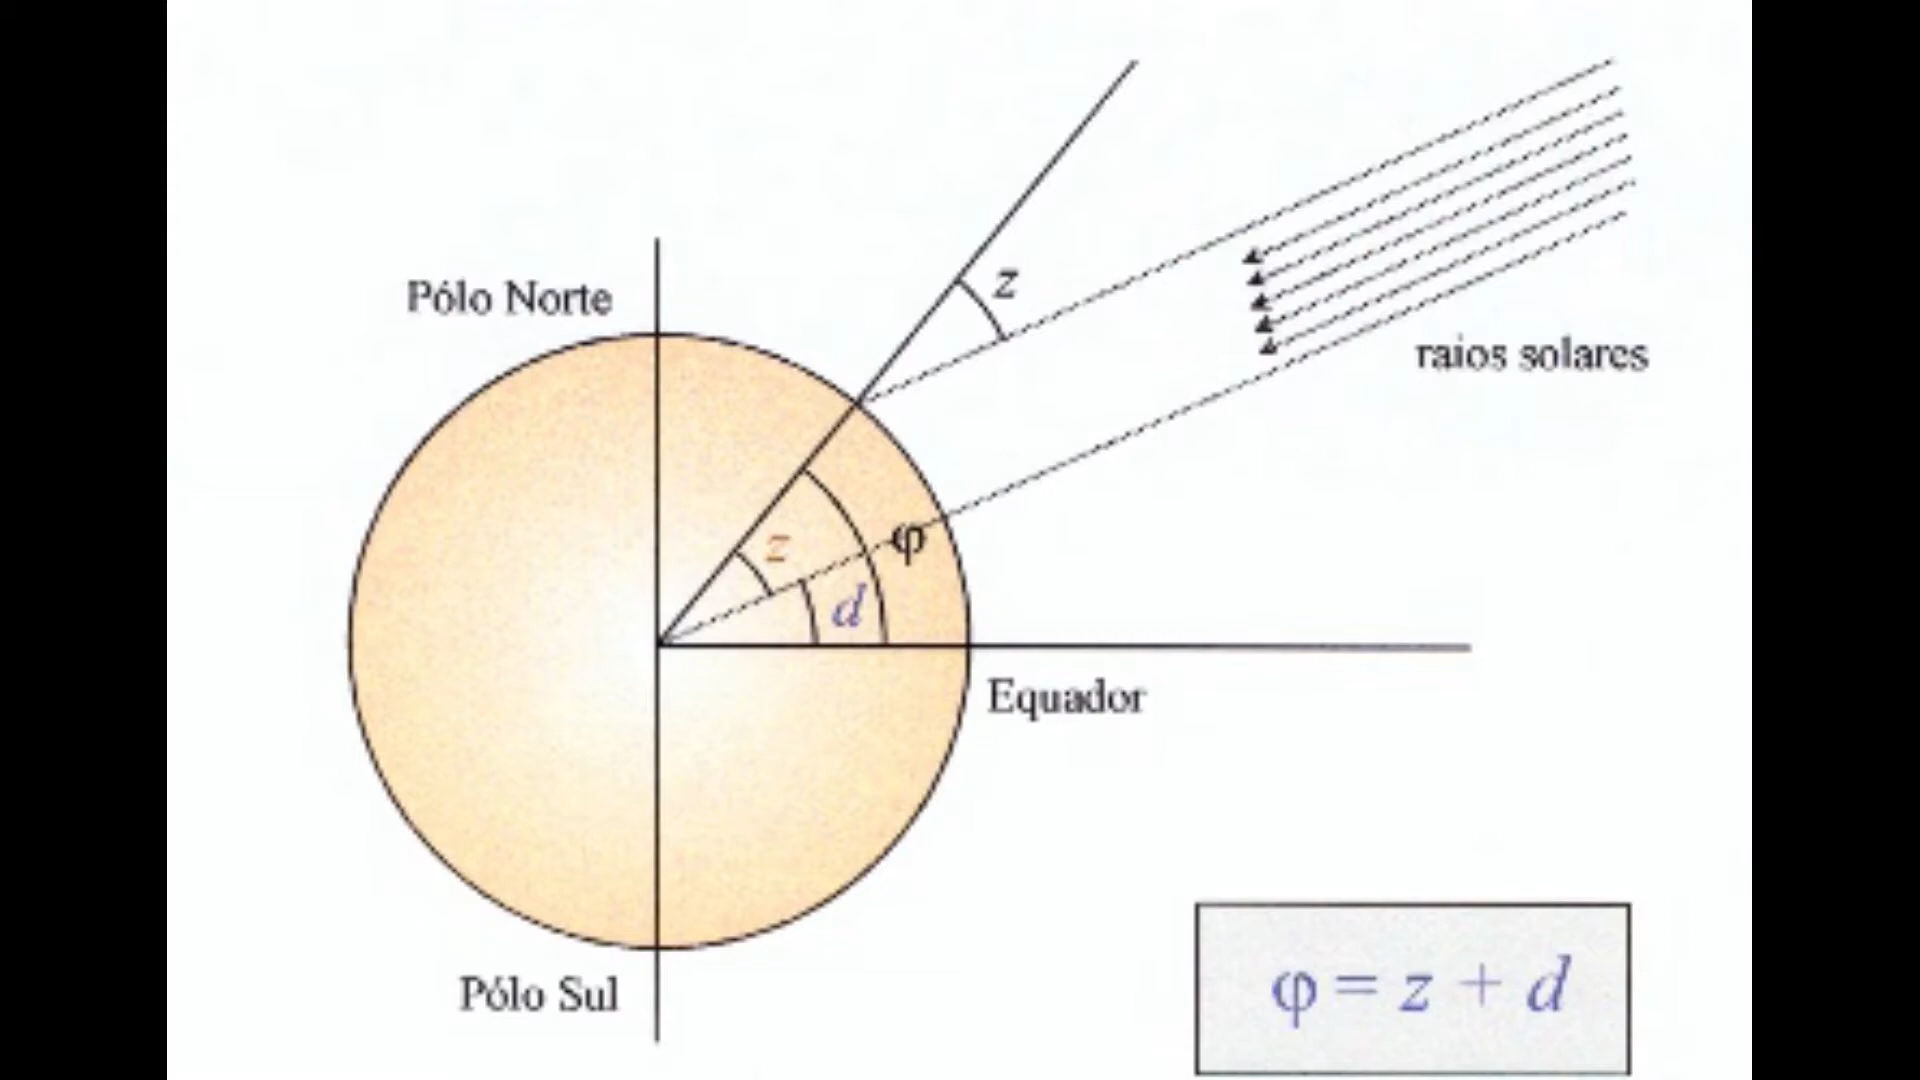 Pólo Norte
z
raios solares
z
φ
d
Equador
Pólo Sul
φ = z + d